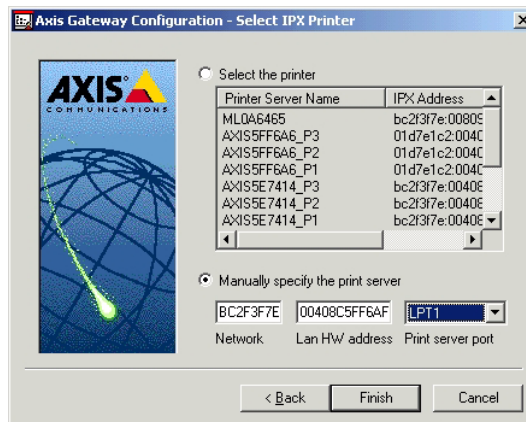 Axis Gateway Configuration - Select IPX Printer
AXIS
COMMUNICATIONS
Select the printer
Printer Server Name IPX Address
ML0A6465 bc2f3f7e:00805
AXIS5FF6A6_P3 01d7e1c2:0040
AXIS5FF6A6_P2 01d7e1c2:0040
AXIS5FF6A6_P1 01d7e1c2:0040
AXIS5E7414_P3 bc2f3f7e:00408
AXIS5E7414_P2 bc2f3f7e:00408
AXIS5E7414_P1 bc2f3f7e:00408
Manually specify the print server
BC2F3F7E 00408C5FF6AF LPT1
Network Lan HW address Print server port
< Back Finish Cancel